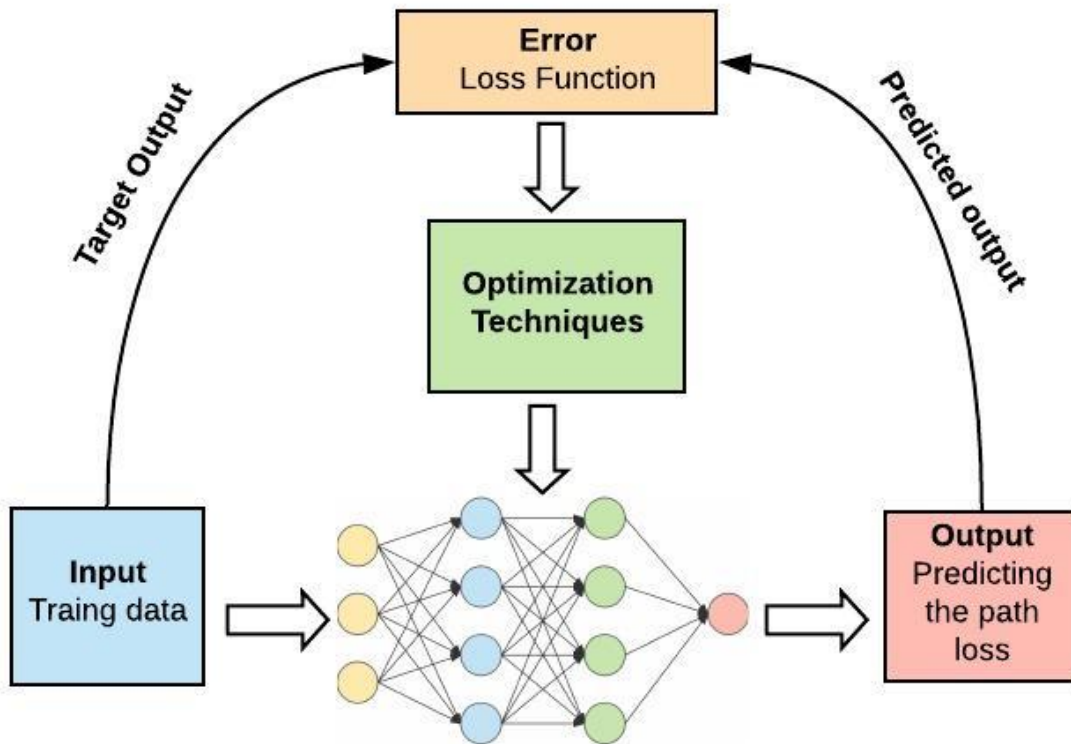 Error
Loss Function
Target Output
Predicted output
Optimization
Techniques
Input
Traing data
Output
Predicting
the path
loss